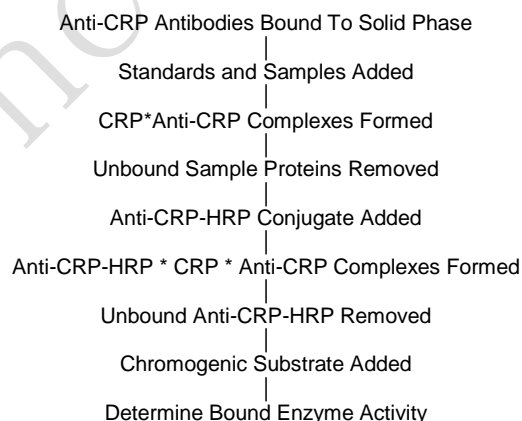 Anti-CRP Antibodies Bound To Solid Phase
Standards and Samples Added
CRP*Anti-CRP Complexes Formed
Unbound Sample Proteins Removed
Anti-CRP-HRP Conjugate Added
Anti-CRP-HRP * CRP * Anti-CRP Complexes Formed
Unbound Anti-CRP-HRP Removed
Chromogenic Substrate Added
Determine Bound Enzyme Activity